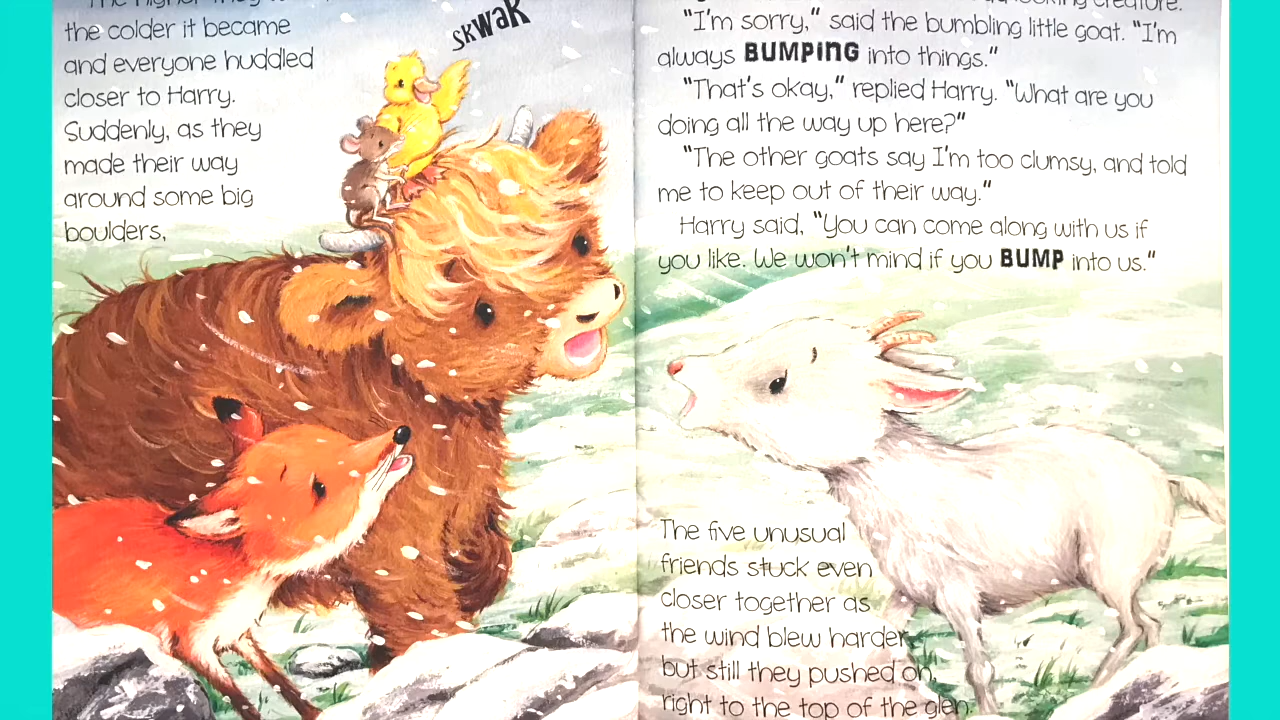 the colder it became
and everyone huddled
closer to Harry.
Suddenly, as they
made their way
around some big
boulders,
SKWAK
creature.
"I'm sorry," said the bumbling little goat. "I'm
always BUMPING into things."
"That's okay," replied Harry. "What are you
doing all the way up here?"
"The other goats say I'm too clumsy, and told
me to keep out of their way."
Harry said, "You can come along with us if
you like. We won't mind if you BUMP into us."
The five unusual
friends stuck even
closer together as
the wind blew harder
but still they pushed on,
right to the top of the glen.